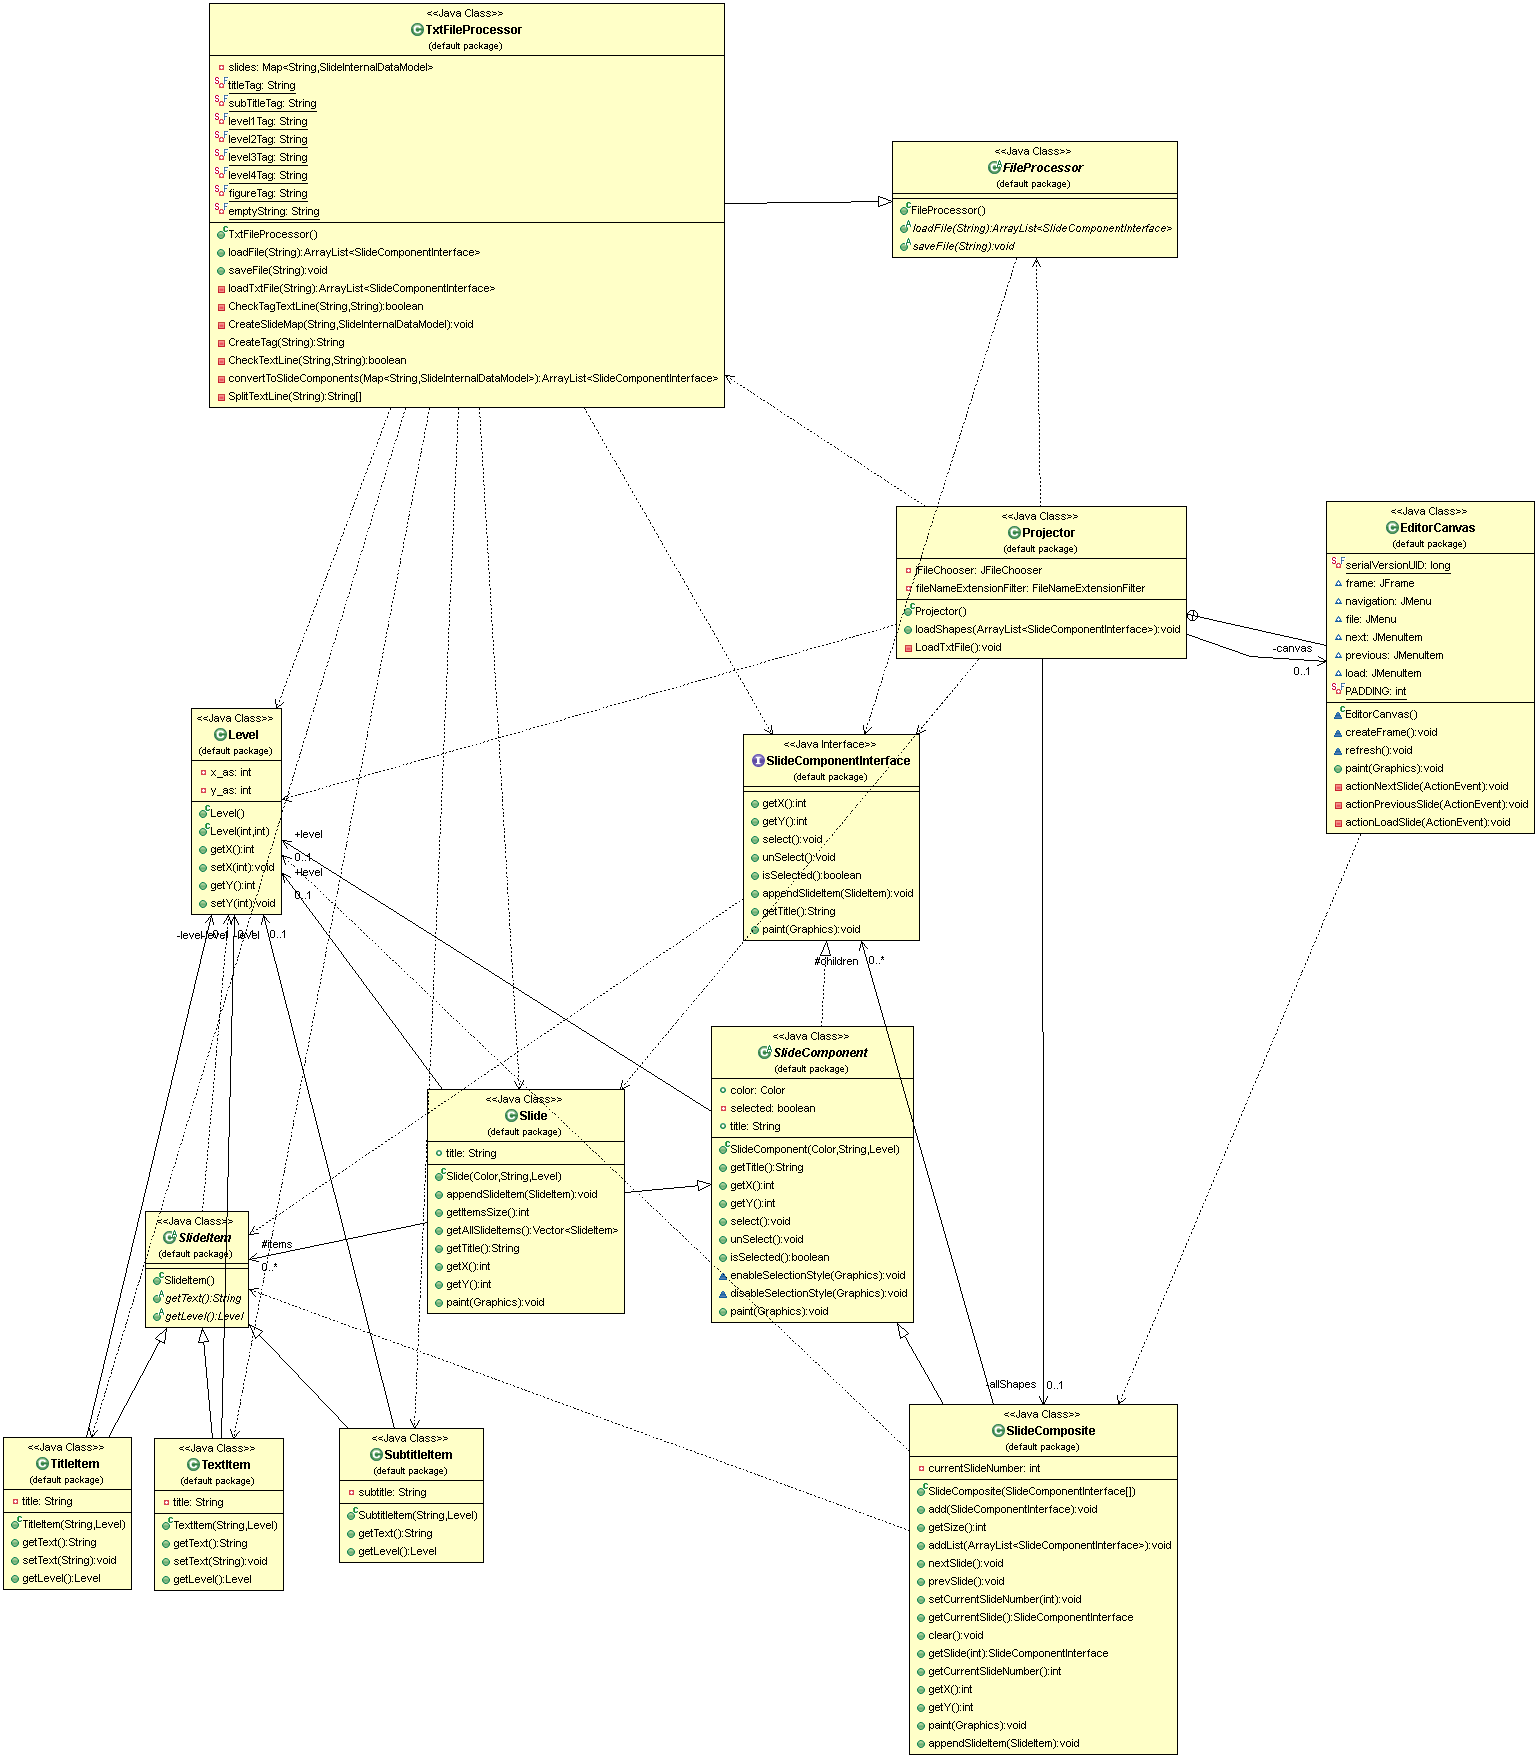 <<Java Class>>
TxtFileProcessor
(default package)
slides: Map<String,SlideInternalDataModel>
titleTag: String
subTitleTag: String
level1Tag: String
level2Tag: String
level3Tag: String
level4Tag: String
figureTag: String
emptyString: String
TxtFileProcessor()
loadFile(String):ArrayList<SlideComponentInterface>
saveFile(String):void
loadTxtFile(String):ArrayList<SlideComponentInterface>
CheckTagTextLine(String,String):boolean
CreateSlideMap(String,SlideInternalDataModel):void
CreateTag(String):String
CheckTextLine(String,String):boolean
convertToSlideComponents(Map<String,SlideInternalDataModel>):ArrayList<SlideComponentInterface>
SplitTextLine(String):String[]
<<Java Class>>
FileProcessor
(default package)
FileProcessor()
loadFile(String):ArrayList<SlideComponentInterface>
saveFile(String):void
<<Java Class>>
Projector
(default package)
jFileChooser: JFileChooser
fileNameExtensionFilter: FileNameExtensionFilter
Projector()
loadShapes(ArrayList<SlideComponentInterface>):void
LoadTxtFile():void
-canvas
0..1
<<Java Class>>
EditorCanvas
(default package)
serialVersionUID: long
frame: JFrame
navigation: JMenu
file: JMenu
next: JMenuItem
previous: JMenuItem
load: JMenuItem
PADDING: int
EditorCanvas()
createFrame():void
refresh():void
paint(Graphics):void
actionNextSlide(ActionEvent):void
actionPreviousSlide(ActionEvent):void
actionLoadSlide(ActionEvent):void
<<Java Class>>
Level
(default package)
x_as: int
y_as: int
Level()
Level(int,int)
getX():int
setX(int):void
getY():int
setY(int):void
+level
0..1
+level
0..1
-level
0..1
-level
0..1
-level
0..1
<<Java Interface>>
SlideComponentInterface
(default package)
getX():int
getY():int
select():void
unSelect():void
isSelected():boolean
appendSlideItem(SlideItem):void
getTitle():String
paint(Graphics):void
#children
0..*
<<Java Class>>
SlideComponent
(default package)
color: Color
selected: boolean
title: String
SlideComponent(Color,String,Level)
getTitle():String
getX():int
getY():int
select():void
unSelect():void
isSelected():boolean
enableSelectionStyle(Graphics):void
disableSelectionStyle(Graphics):void
paint(Graphics):void
<<Java Class>>
Slide
(default package)
title: String
Slide(Color,String,Level)
appendSlideItem(SlideItem):void
getItemsSize():int
getAllSlideItems():Vector<SlideItem>
getTitle():String
getX():int
getY():int
paint(Graphics):void
<<Java Class>>
SlideItem
(default package)
SlideItem()
getText():String
getLevel():Level
#items
0..*
-allShapes
0..1
<<Java Class>>
TitleItem
(default package)
title: String
TitleItem(String,Level)
getText():String
setText(String):void
getLevel():Level
<<Java Class>>
TextItem
(default package)
title: String
TextItem(String,Level)
getText():String
setText(String):void
getLevel():Level
<<Java Class>>
SubtitleItem
(default package)
subtitle: String
SubtitleItem(String,Level)
getText():String
getLevel():Level
<<Java Class>>
SlideComposite
(default package)
currentSlideNumber: int
SlideComposite(SlideComponentInterface[])
add(SlideComponentInterface):void
getSize():int
addList(ArrayList<SlideComponentInterface>):void
nextSlide():void
prevSlide():void
setCurrentSlideNumber(int):void
getCurrentSlide():SlideComponentInterface
clear():void
getSlide(int):SlideComponentInterface
getCurrentSlideNumber():int
getX():int
getY():int
paint(Graphics):void
appendSlideItem(SlideItem):void